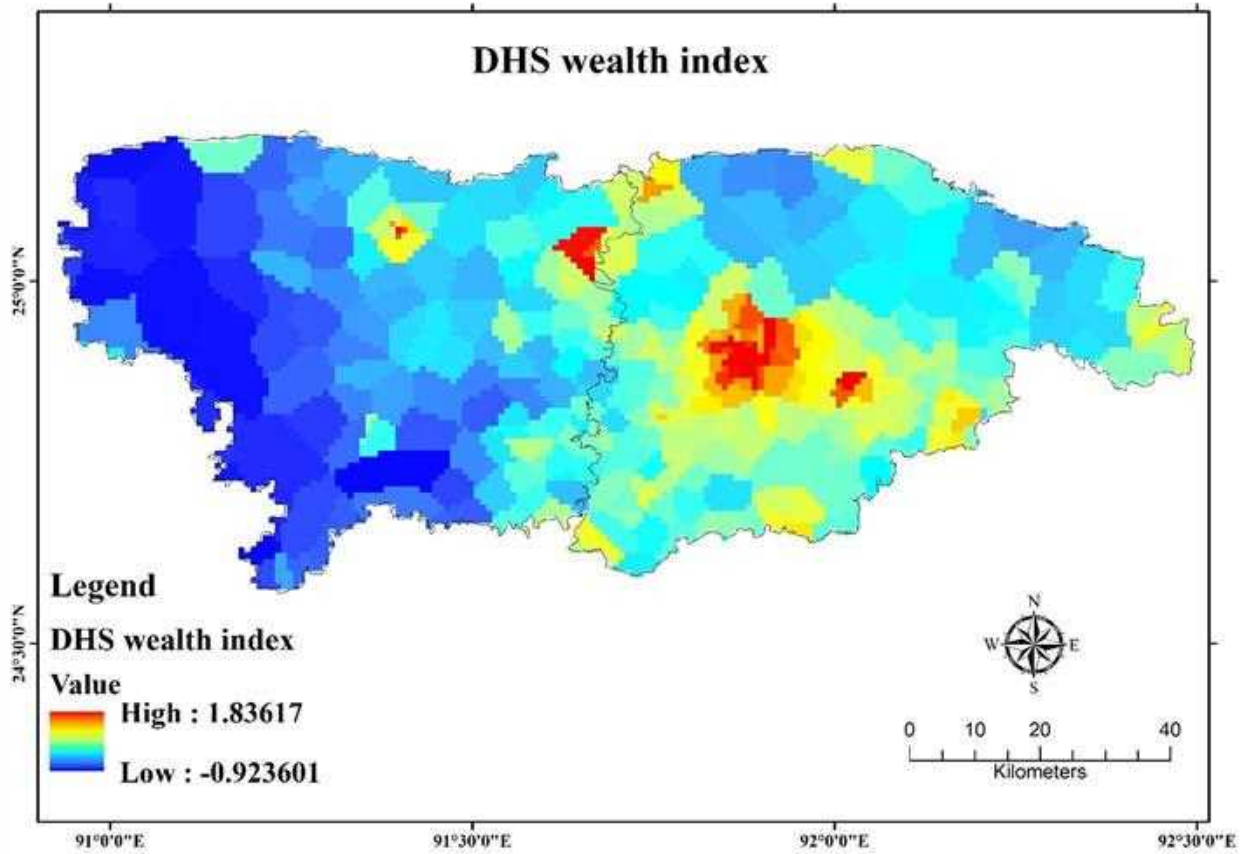 DHS wealth index
25°0'0"N
24°30'0"N
Legend
DHS wealth index
Value
High : 1.83617
Low : -0.923601
N
W E
S
0 10 20 40
Kilometers
91°0'0"E 91°30'0"E 92°0'0"E 92°30'0"E